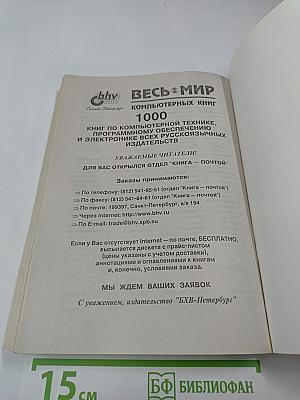 bhv
Санкт-Петербург
ВЕСЬ МИР
КОМПЬЮТЕРНЫХ КНИГ
1000
КНИГ ПО КОМПЬЮТЕРНОЙ ТЕХНИКЕ,
ПРОГРАММНОМУ ОБЕСПЕЧЕНИЮ
И ЭЛЕКТРОНИКЕ ВСЕХ РУССКОЯЗЫЧНЫХ
ИЗДАТЕЛЬСТВ
УВАЖАЕМЫЕ ЧИТАТЕЛИ!
ДЛЯ ВАС ОТКРЫЛСЯ ОТДЕЛ "КНИГА — ПОЧТОЙ"
Заказы принимаются:
⇒ По телефону: (812) 541-85-51 (отдел "Книга — почтой")
⇒ По факсу: (812) 541-84-61 (отдел "Книга — почтой")
⇒ По почте: 199397, Санкт-Петербург, а/я 194
⇒ Через Internet: http://www.bhv.ru
⇒ По E-mail: trade@bhv.spb.su
Если у Вас отсутствует Internet — по почте, БЕСПЛАТНО,
высылается дискета с прайс-листом
(цены указаны с учетом доставки),
аннотациями и оглавлениями к книгам
и, конечно, условиями заказа.
МЫ ЖДЕМ ВАШИХ ЗАЯВОК
С уважением, издательство "БХВ-Петербург"
15 см
БФ БИБЛИОФАН